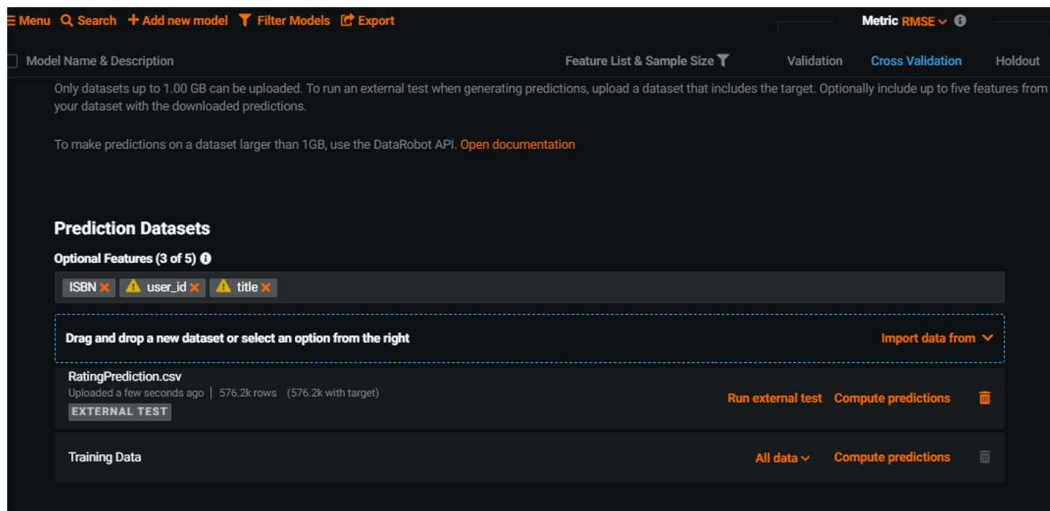 Menu Search + Add new model Filter Models Export Metric RMSE
Model Name & Description Feature List & Sample Size Validation Cross Validation Holdout
Only datasets up to 1.00 GB can be uploaded. To run an external test when generating predictions, upload a dataset that includes the target. Optionally include up to five features from
your dataset with the downloaded predictions.
To make predictions on a dataset larger than 1GB, use the DataRobot API. Open documentation
Prediction Datasets
Optional Features (3 of 5)
ISBN user_id title
Drag and drop a new dataset or select an option from the right Import data from
RatingPrediction.csv
Uploaded a few seconds ago | 576.2k rows (576.2k with target)
Run external test Compute predictions
EXTERNAL TEST
Training Data All data Compute predictions